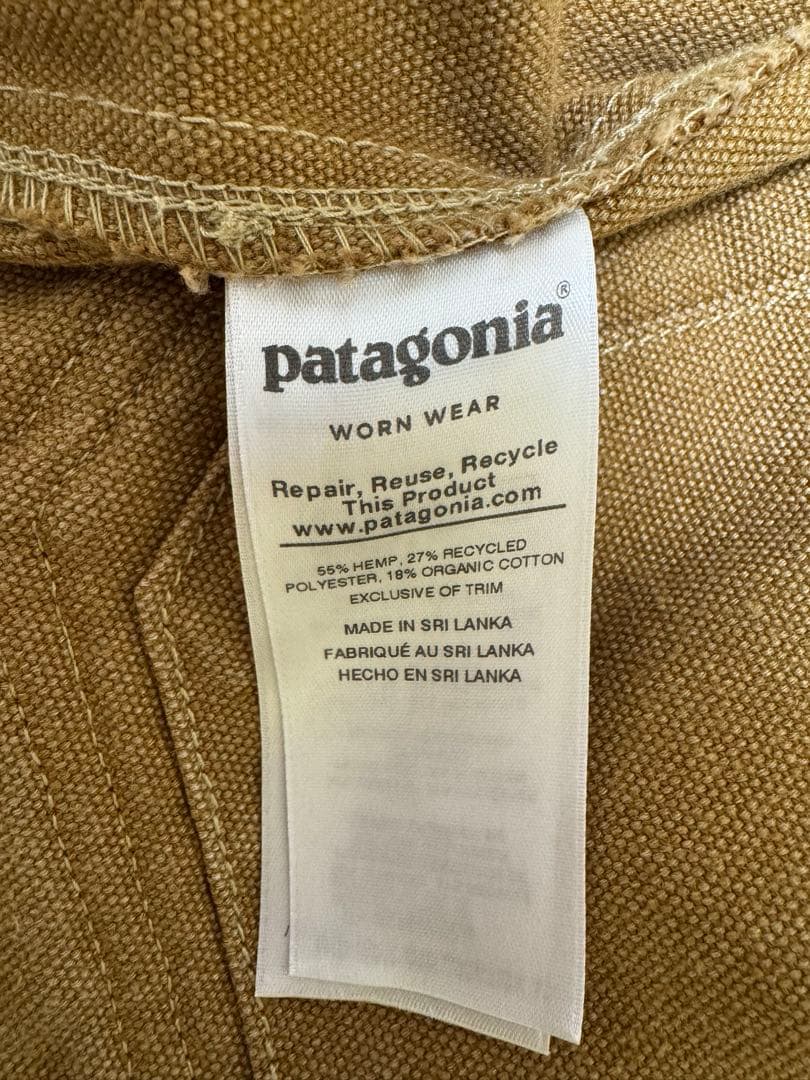 patagonia®
WORN WEAR
Repair, Reuse, Recycle
This Product
www.patagonia.com
55% HEMP, 27% RECYCLED
POLYESTER, 18% ORGANIC COTTON
EXCLUSIVE OF TRIM
MADE IN SRI LANKA
FABRIQUÉ AU SRI LANKA
HECHO EN SRI LANKA